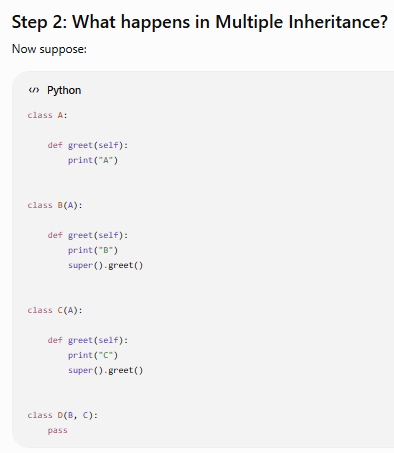 Step 2: What happens in Multiple Inheritance?
Now suppose:
</> Python
class A:
    def greet(self):
        print("A")
class B(A):
    def greet(self):
        print("B")
        super().greet()
class C(A):
    def greet(self):
        print("C")
        super().greet()
class D(B, C):
    pass